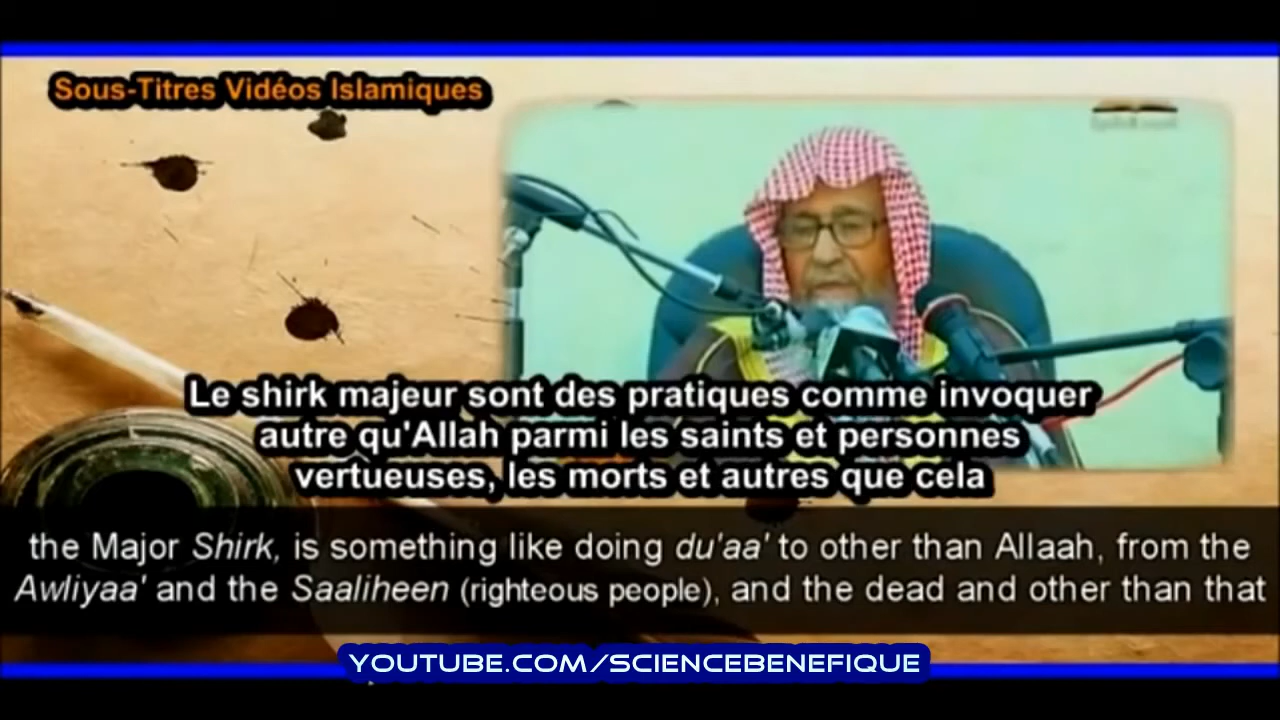 Sous-Titres Vidéos Islamiques
Le shirk majeur sont des pratiques comme invoquer
autre qu'Allah parmi les saints et personnes
vertueuses, les morts et autres que cela
the Major Shirk, is something like doing du'aa' to other than Allaah, from the
Awliyaa' and the Saaliheen (righteous people), and the dead and other than that
YOUTUBE.COM/SCIENCEBENEFIQUE